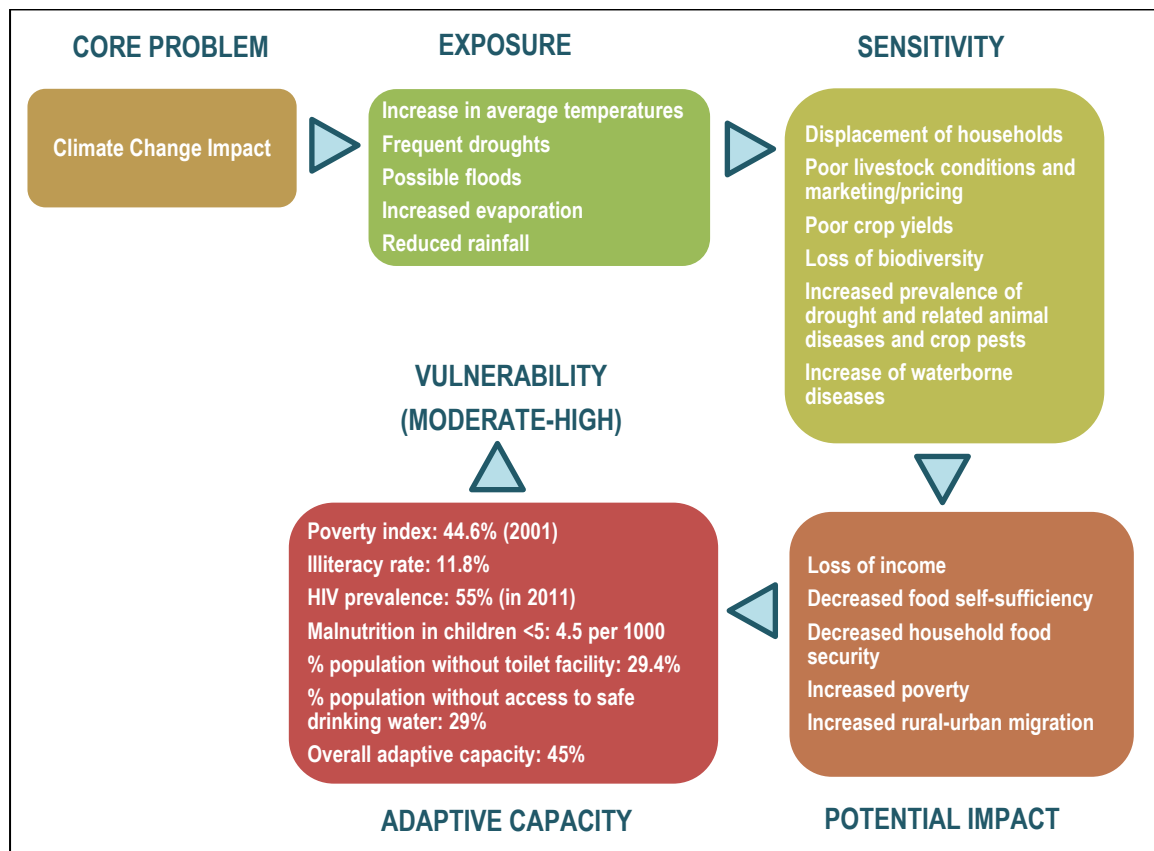 CORE PROBLEM
Climate Change Impact
EXPOSURE
Increase in average temperatures
Frequent droughts
Possible floods
Increased evaporation
Reduced rainfall
SENSITIVITY
Displacement of households
Poor livestock conditions and
marketing/pricing
Poor crop yields
Loss of biodiversity
Increased prevalence of
drought and related animal
diseases and crop pests
Increase of waterborne
diseases
Loss of income
Decreased food self-sufficiency
Decreased household food
security
Increased poverty
Increased rural-urban migration
POTENTIAL IMPACT
Poverty index: 44.6% (2001)
Illiteracy rate: 11.8%
HIV prevalence: 55% (in 2011)
Malnutrition in children <5: 4.5 per 1000
% population without toilet facility: 29.4%
% population without access to safe
drinking water: 29%
Overall adaptive capacity: 45%
ADAPTIVE CAPACITY
VULNERABILITY
(MODERATE-HIGH)